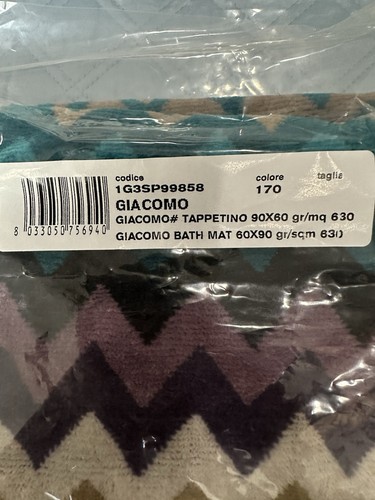 codice colore taglia
1G3SP99858 170
GIACOMO
GIACOMO# TAPPETINO 90X60 gr/mq 630
GIACOMO BATH MAT 60X90 gr/sqm 630
8 033050 756940